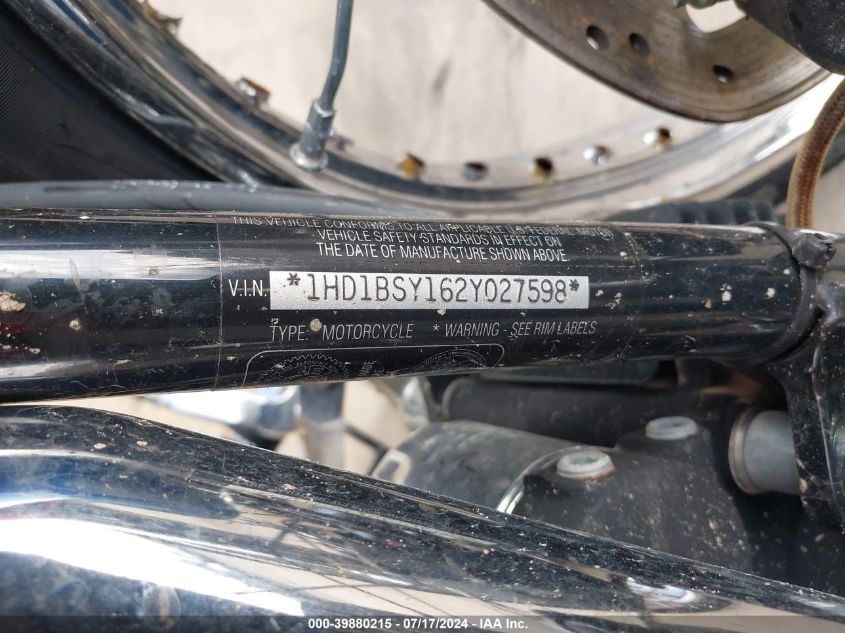 THIS VEHICLE CONFORMS TO ALL APPLICABLE FEDERAL MOTOR
VEHICLE SAFETY STANDARDS IN EFFECT ON
THE DATE OF MANUFACTURE SHOWN ABOVE.
V.I.N. *1HD1BSY162Y027598*
TYPE: MOTORCYCLE * WARNING - SEE RIM LABELS
000-39880215 - 07/17/2024 - IAA Inc.